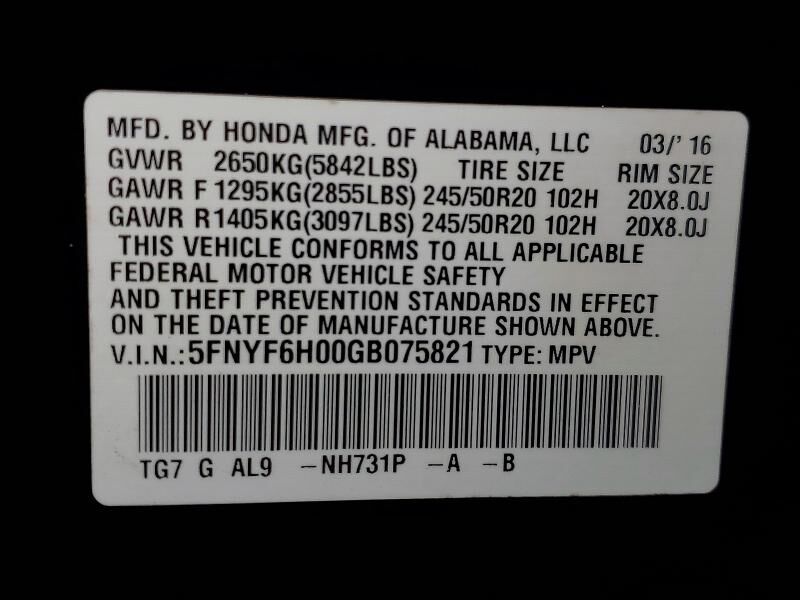 MFD. BY HONDA MFG. OF ALABAMA, LLC 03/' 16
GVWR 2650KG(5842LBS) TIRE SIZE RIM SIZE
GAWR F 1295KG(2855LBS) 245/50R20 102H 20X8.0J
GAWR R1405KG(3097LBS) 245/50R20 102H 20X8.0J
THIS VEHICLE CONFORMS TO ALL APPLICABLE
FEDERAL MOTOR VEHICLE SAFETY
AND THEFT PREVENTION STANDARDS IN EFFECT
ON THE DATE OF MANUFACTURE SHOWN ABOVE.
V.I.N.: 5FNYF6H00GB075821 TYPE: MPV
TG7 G AL9 -NH731P -A -B